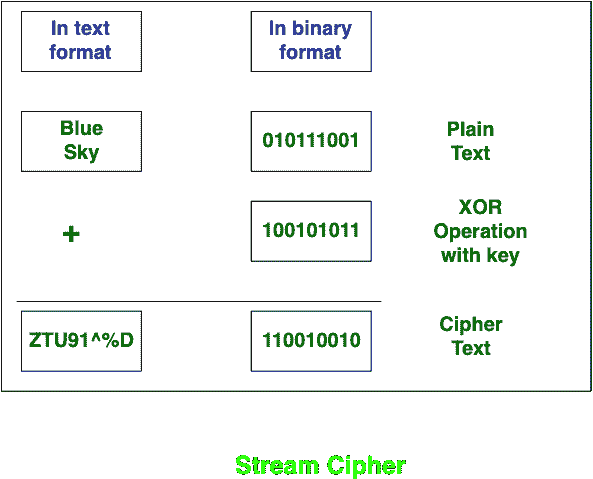 In text
format
In binary
format
Blue
Sky
010111001
Plain
Text
+
100101011
XOR
Operation
with key
ZTU91^%D
110010010
Cipher
Text
Stream Cipher